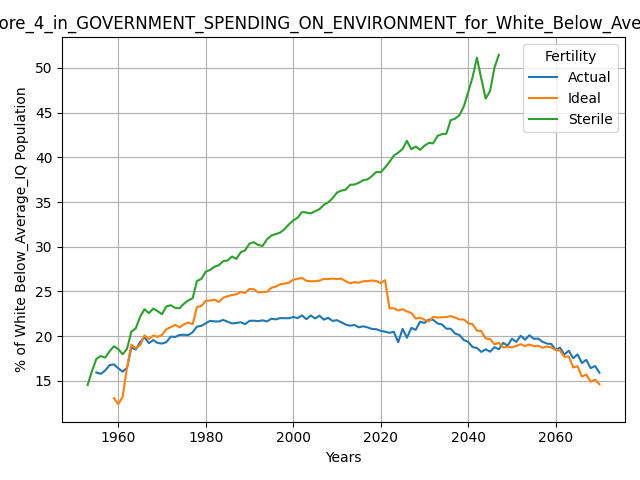 ore_4_in_GOVERNMENT_SPENDING_ON_ENVIRONMENT_for_White_Below_Ave
% of White Below_Average_IQ Population
50
45
40
35
30
25
20
15
Fertility
Actual
Ideal
Sterile
1960 1980 2000 2020 2040 2060
Years